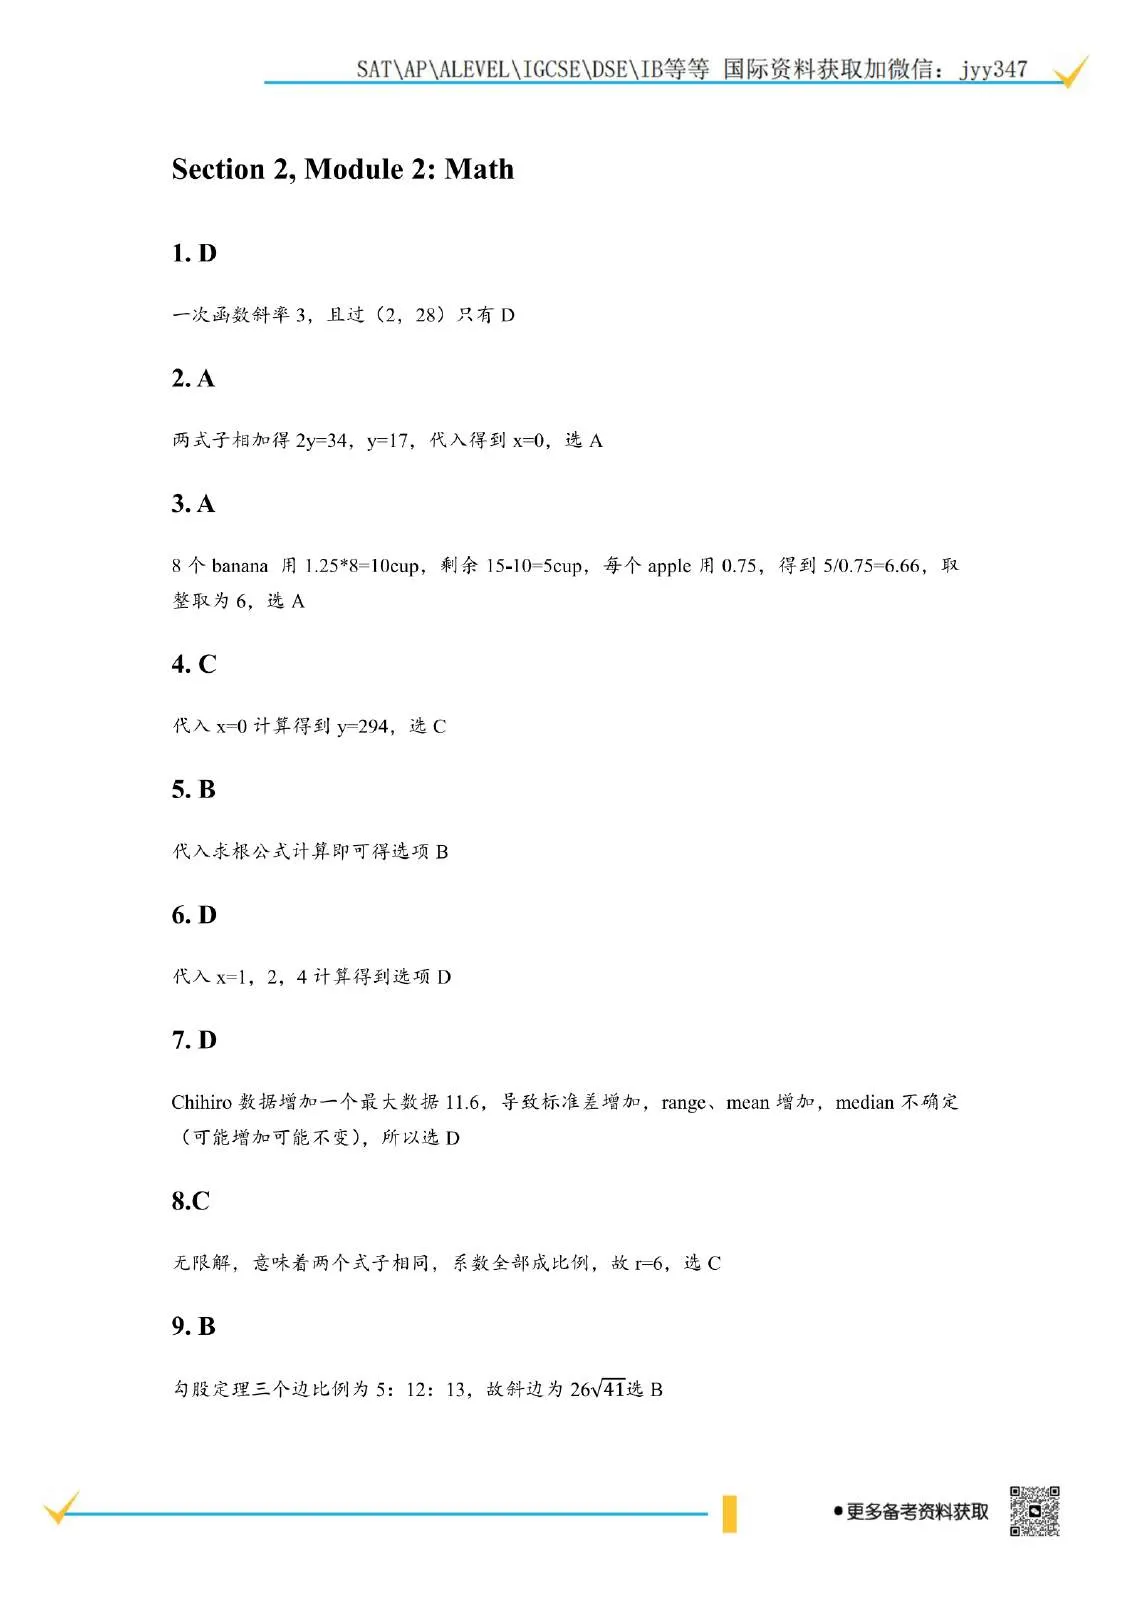 SAT\AP\ALEVEL\IGCSE\DSE\IB等等 国际资料获取加微信：jyy347
Section 2, Module 2: Math
1. D
一次函数斜率 3，且过（2，28）只有 D
2. A
两式子相加得 2y=34，y=17，代入得到 x=0，选 A
3. A
8 个 banana 用 1.25*8=10cup，剩余 15-10=5cup，每个 apple 用 0.75，得到 5/0.75=6.66，取
整取为 6，选 A
4. C
代入 x=0 计算得到 y=294，选 C
5. B
代入求根公式计算即可得选项 B
6. D
代入 x=1，2，4 计算得到选项 D
7. D
Chihiro 数据增加一个最大数据 11.6，导致标准差增加，range、mean 增加，median 不确定
（可能增加可能不变），所以选 D
8.C
无限解，意味着两个式子相同，系数全部成比例，故 r=6，选 C
9. B
勾股定理三个边比例为 5：12：13，故斜边为 26√41选 B
•更多备考资料获取